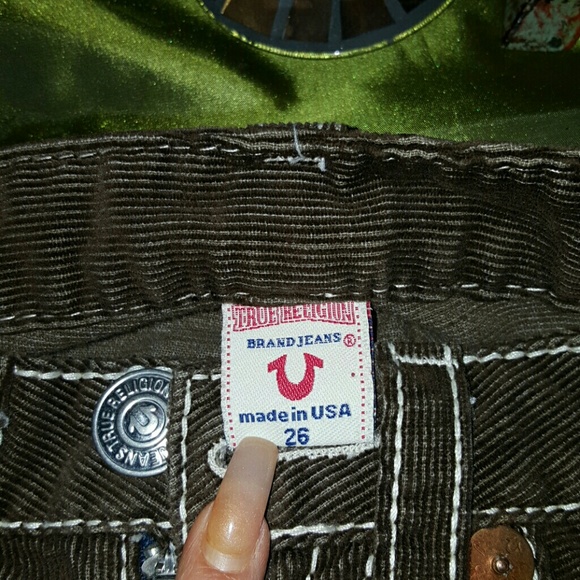 TRUE RELIGION
BRAND JEANS ®
made in USA
26
TRUE RELIGION
JEANS